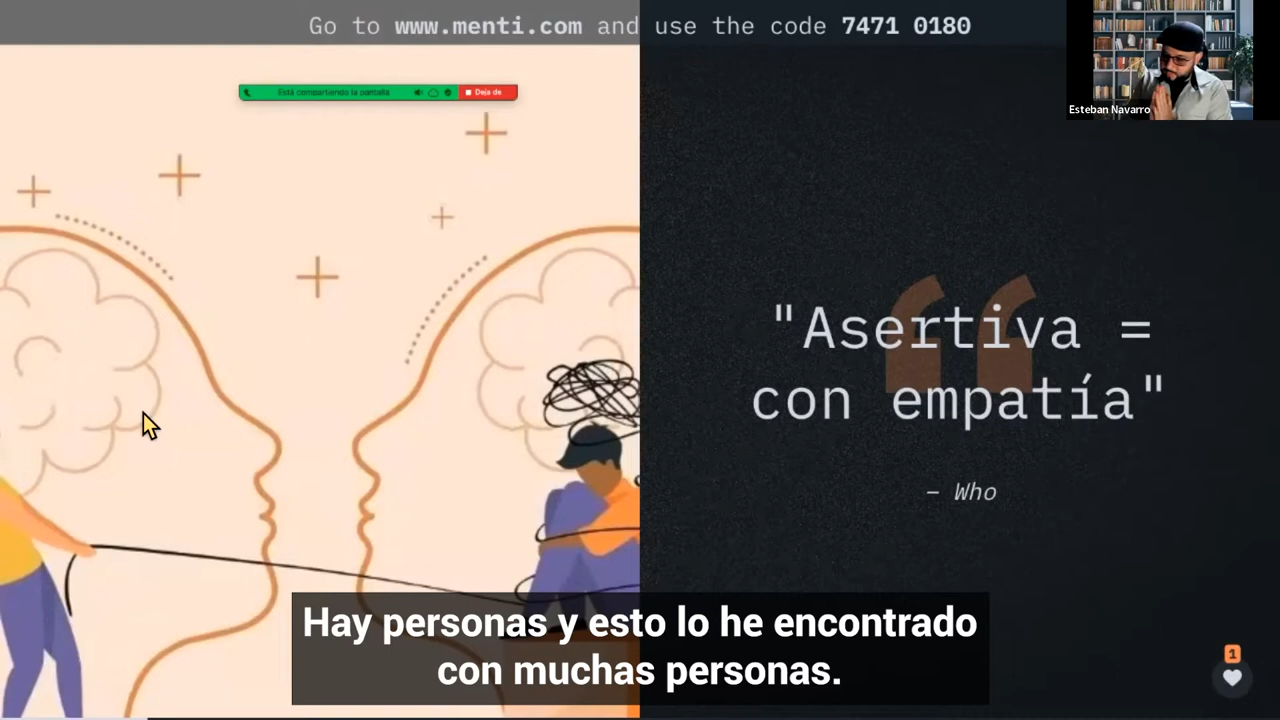 Go to www.menti.com and use the code 7471 0180
Está compartiendo la pantalla
Deja de
Esteban Navarro
"Asertiva =
con empatía"
– Who
Hay personas y esto lo he encontrado
con muchas personas.
1